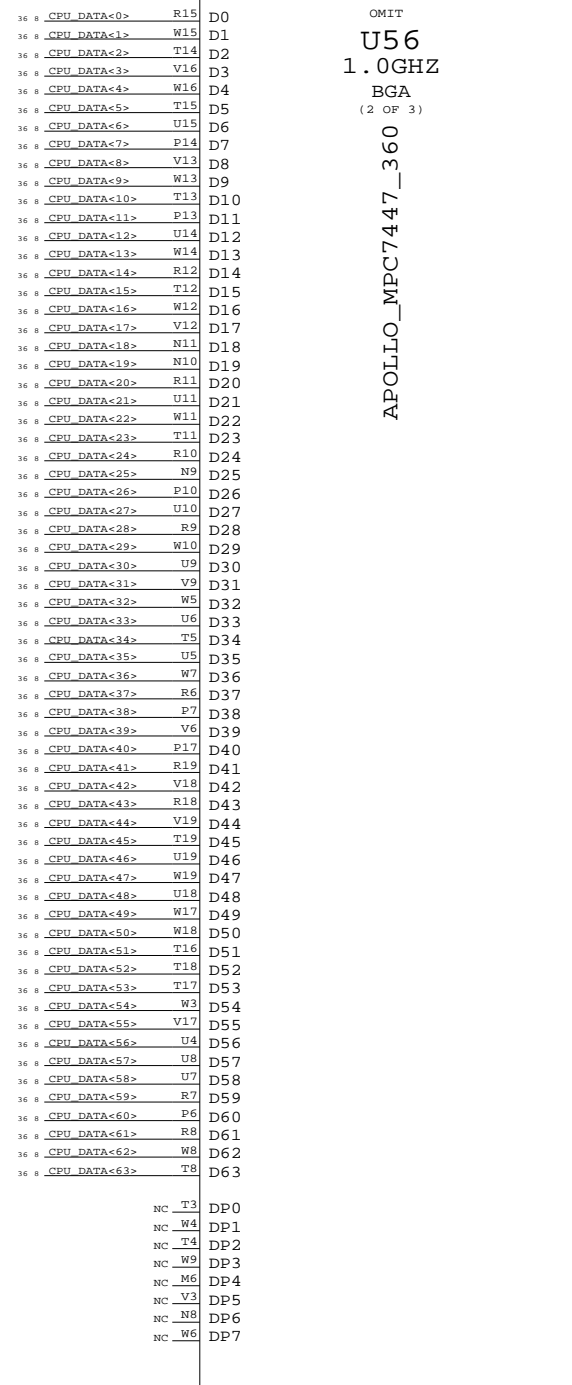 OMIT
U56
1.0GHZ
BGA
(2 OF 3)
APOLLO_MPC7447_360
36 8 CPU_DATA<0> R15 D0
36 8 CPU_DATA<1> W15 D1
36 8 CPU_DATA<2> T14 D2
36 8 CPU_DATA<3> V16 D3
36 8 CPU_DATA<4> W16 D4
36 8 CPU_DATA<5> T15 D5
36 8 CPU_DATA<6> U15 D6
36 8 CPU_DATA<7> P14 D7
36 8 CPU_DATA<8> V13 D8
36 8 CPU_DATA<9> W13 D9
36 8 CPU_DATA<10> T13 D10
36 8 CPU_DATA<11> P13 D11
36 8 CPU_DATA<12> U14 D12
36 8 CPU_DATA<13> W14 D13
36 8 CPU_DATA<14> R12 D14
36 8 CPU_DATA<15> T12 D15
36 8 CPU_DATA<16> W12 D16
36 8 CPU_DATA<17> V12 D17
36 8 CPU_DATA<18> N11 D18
36 8 CPU_DATA<19> N10 D19
36 8 CPU_DATA<20> R11 D20
36 8 CPU_DATA<21> U11 D21
36 8 CPU_DATA<22> W11 D22
36 8 CPU_DATA<23> T11 D23
36 8 CPU_DATA<24> R10 D24
36 8 CPU_DATA<25> N9 D25
36 8 CPU_DATA<26> P10 D26
36 8 CPU_DATA<27> U10 D27
36 8 CPU_DATA<28> R9 D28
36 8 CPU_DATA<29> W10 D29
36 8 CPU_DATA<30> U9 D30
36 8 CPU_DATA<31> V9 D31
36 8 CPU_DATA<32> W5 D32
36 8 CPU_DATA<33> U6 D33
36 8 CPU_DATA<34> T5 D34
36 8 CPU_DATA<35> U5 D35
36 8 CPU_DATA<36> W7 D36
36 8 CPU_DATA<37> R6 D37
36 8 CPU_DATA<38> P7 D38
36 8 CPU_DATA<39> V6 D39
36 8 CPU_DATA<40> P17 D40
36 8 CPU_DATA<41> R19 D41
36 8 CPU_DATA<42> V18 D42
36 8 CPU_DATA<43> R18 D43
36 8 CPU_DATA<44> V19 D44
36 8 CPU_DATA<45> T19 D45
36 8 CPU_DATA<46> U19 D46
36 8 CPU_DATA<47> W19 D47
36 8 CPU_DATA<48> U18 D48
36 8 CPU_DATA<49> W17 D49
36 8 CPU_DATA<50> W18 D50
36 8 CPU_DATA<51> T16 D51
36 8 CPU_DATA<52> T18 D52
36 8 CPU_DATA<53> T17 D53
36 8 CPU_DATA<54> W3 D54
36 8 CPU_DATA<55> V17 D55
36 8 CPU_DATA<56> U4 D56
36 8 CPU_DATA<57> U8 D57
36 8 CPU_DATA<58> U7 D58
36 8 CPU_DATA<59> R7 D59
36 8 CPU_DATA<60> P6 D60
36 8 CPU_DATA<61> R8 D61
36 8 CPU_DATA<62> W8 D62
36 8 CPU_DATA<63> T8 D63
NC T3 DP0
NC W4 DP1
NC T4 DP2
NC W9 DP3
NC M6 DP4
NC V3 DP5
NC N8 DP6
NC W6 DP7